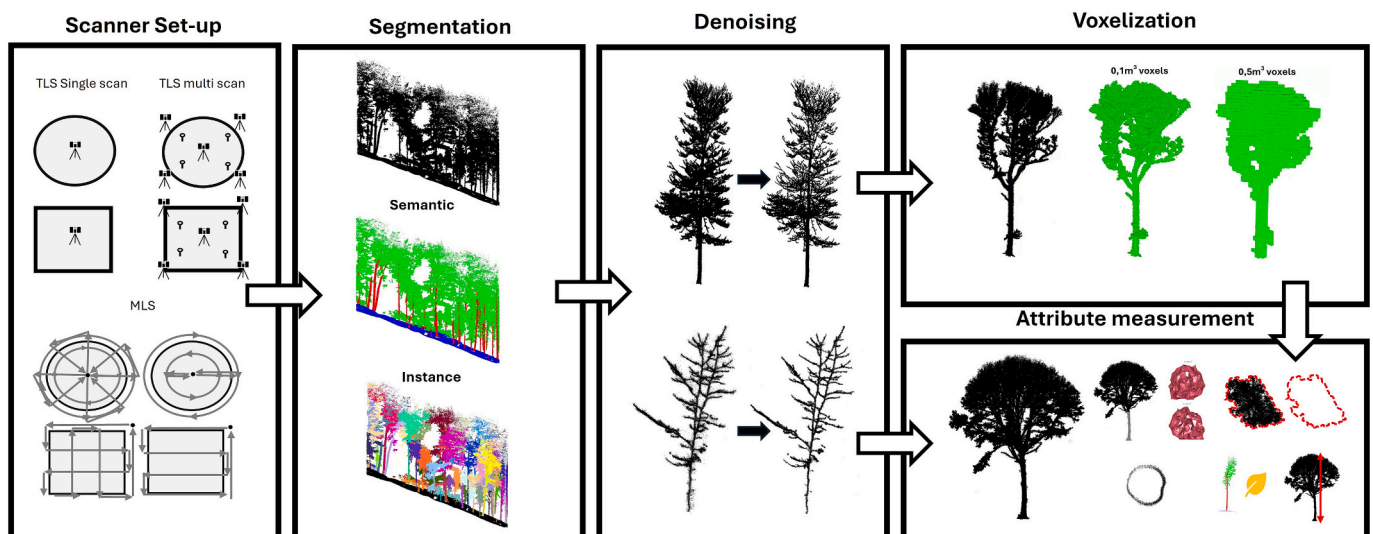 Scanner Set-up
TLS Single scan
TLS multi scan
MLS
Segmentation
Semantic
Instance
Denoising
Voxelization
0,1m³ voxels
0,5m³ voxels
Attribute measurement